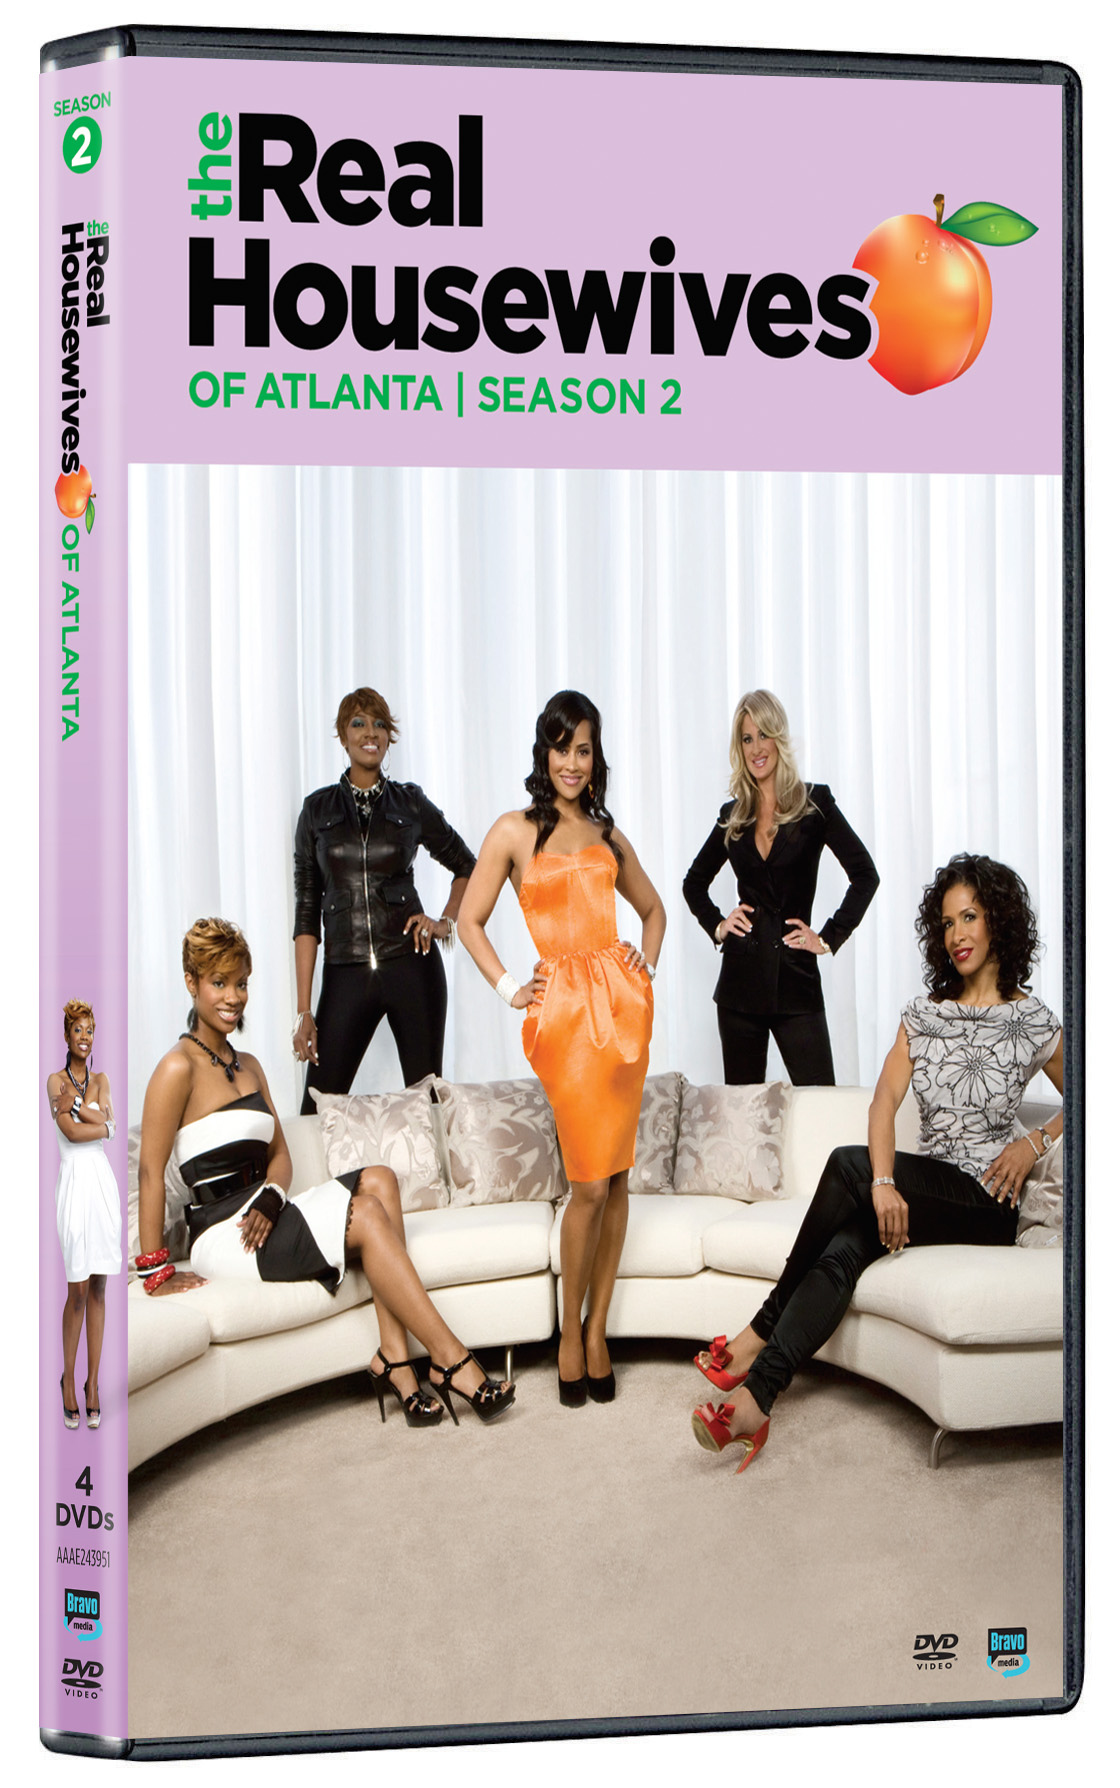 the Real
Housewives
OF ATLANTA | SEASON 2
SEASON
2
the Real
Housewives
OF ATLANTA
4
DVDs
AAAE243951
Bravo
media
DVD
VIDEO
DVD
VIDEO
Bravo
media